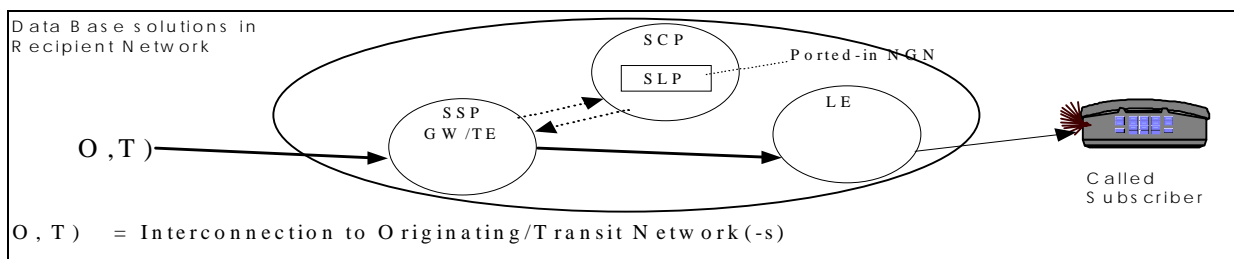 Data Base solutions in
Recipient Network
SCP
SLP
Ported-in NGN
SSP
GW/TE
LE
O,T)
Called
Subscriber
O, T) = Interconnection to Originating/Transit Network(-s)